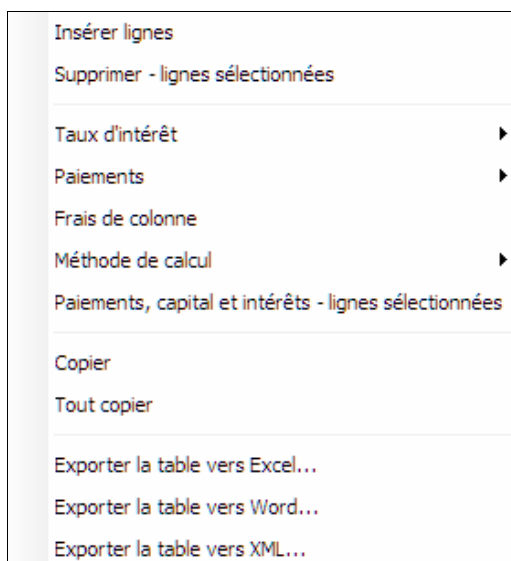 Insérer lignes
Supprimer - lignes sélectionnées
Taux d'intérêt
Paiements
Frais de colonne
Méthode de calcul
Paiements, capital et intérêts - lignes sélectionnées
Copier
Tout copier
Exporter la table vers Excel...
Exporter la table vers Word...
Exporter la table vers XML...